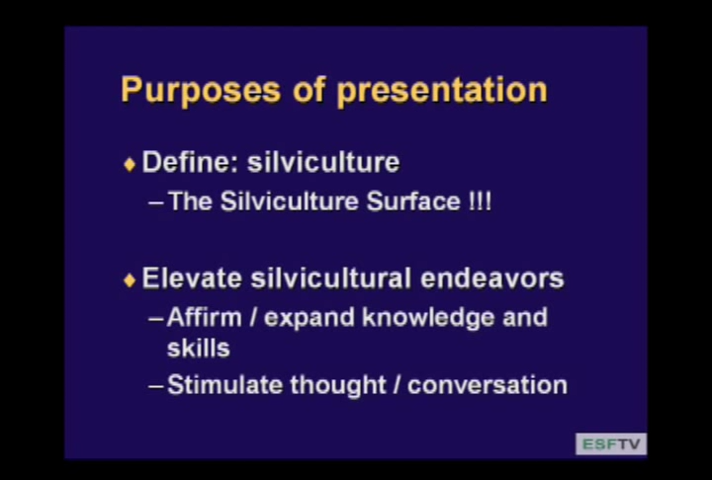 Purposes of presentation
♦ Define: silviculture
– The Silviculture Surface !!!
♦ Elevate silvicultural endeavors
– Affirm / expand knowledge and
skills
– Stimulate thought / conversation
ESFTV